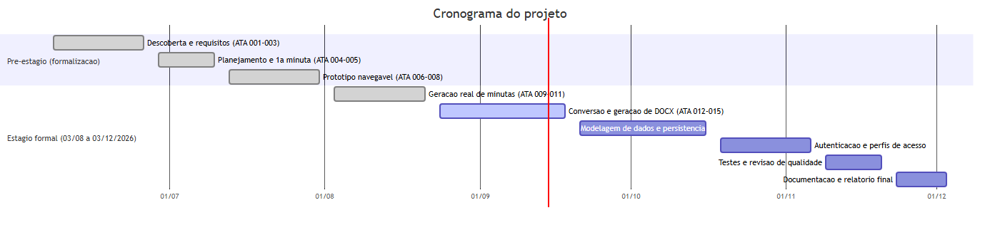 Cronograma do projeto
Descoberta e requisitos (ATA 001-003)
Pre-estagio (formalizacao)
Planejamento e 1a minuta (ATA 004-005)
Prototipo navegavel (ATA 006-008)
Geracao real de minutas (ATA 009-011)
Conversao e geracao de DOCX (ATA 012-015)
Modelagem de dados e persistencia
Estagio formal (03/08 a 03/12/2026)
Autenticacao e perfis de acesso
Testes e revisao de qualidade
Documentacao e relatorio final
01/07
01/08
01/09
01/10
01/11
01/12